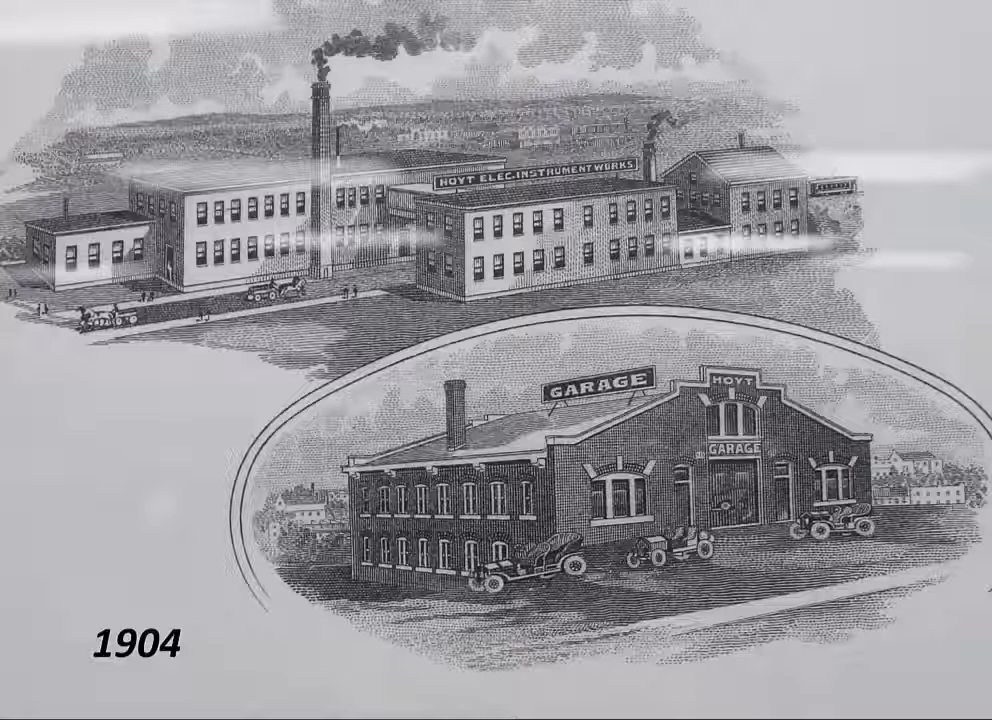 HOYT ELEC. INSTRUMENT WORKS
GARAGE
HOYT
GARAGE
1904